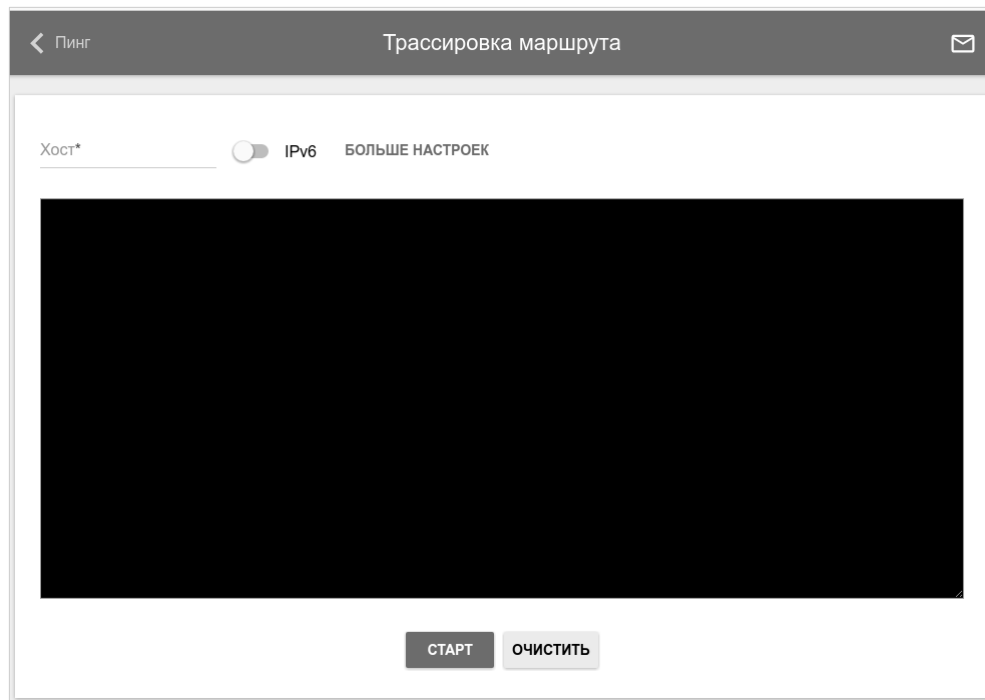 Пинг
Трассировка маршрута
Хост*
IPv6
БОЛЬШЕ НАСТРОЕК
СТАРТ
ОЧИСТИТЬ